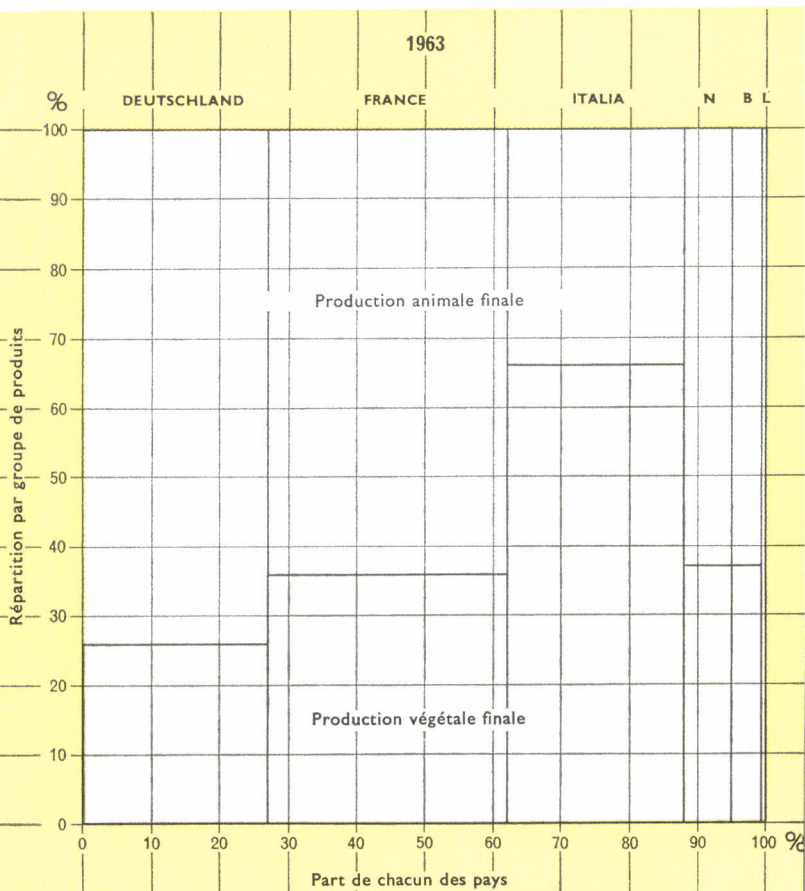 1963
% DEUTSCHLAND FRANCE ITALIA N B L
100
90
80
Production animale finale
70
60
50
40
30
20
Production végétale finale
10
0
Répartition par groupe de produits
0 10 20 30 40 50 60 70 80 90 100 %
Part de chacun des pays